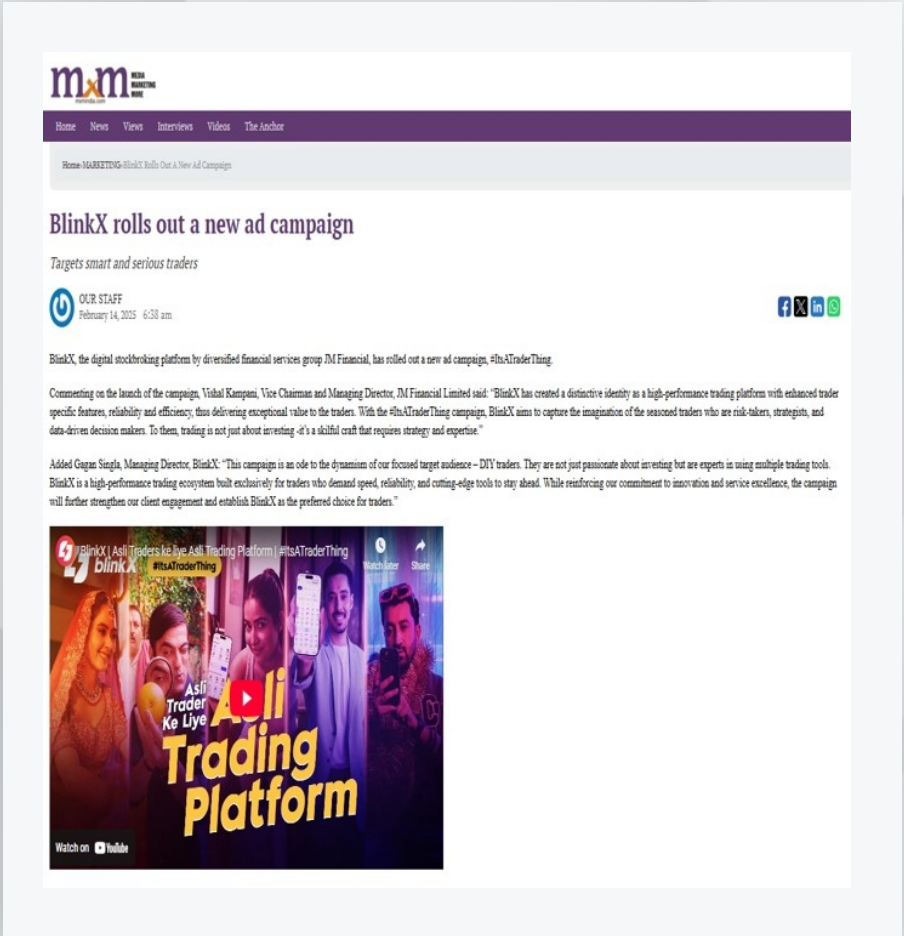 mxm MEDIA
MARKETING
MORE
mxmindia.com
Home News Views Interviews Videos The Anchor
Home›MARKETING›BlinkX Rolls Out A New Ad Campaign
BlinkX rolls out a new ad campaign
Targets smart and serious traders
OUR STAFF
February 14, 2025 6:38 am
BlinkX, the digital stockbroking platform by diversified financial services group JM Financial, has rolled out a new ad campaign, #ItsATraderThing.
Commenting on the launch of the campaign, Vishal Kampani, Vice Chairman and Managing Director, JM Financial Limited said: “BlinkX has created a distinctive identity as a high-performance trading platform with enhanced trader
specific features, reliability and efficiency, thus delivering exceptional value to the traders. With the #ItsATraderThing campaign, BlinkX aims to capture the imagination of the seasoned traders who are risk-takers, strategists, and
data-driven decision makers. To them, trading is not just about investing -it’s a skilful craft that requires strategy and expertise.”
Added Gagan Singla, Managing Director, BlinkX: “This campaign is an ode to the dynamism of our focused target audience – DIY traders. They are not just passionate about investing but are experts in using multiple trading tools.
BlinkX is a high-performance trading ecosystem built exclusively for traders who demand speed, reliability, and cutting-edge tools to stay ahead. While reinforcing our commitment to innovation and service excellence, the campaign
will further strengthen our client engagement and establish BlinkX as the preferred choice for traders.”
BlinkX | Asli Traders ke liye Asli Trading Platform | #ItsATraderThing
Watch later Share
blinkX #ItsATraderThing
Asli
Trader
Ke Liye
Asli
Trading
Platform
Watch on YouTube